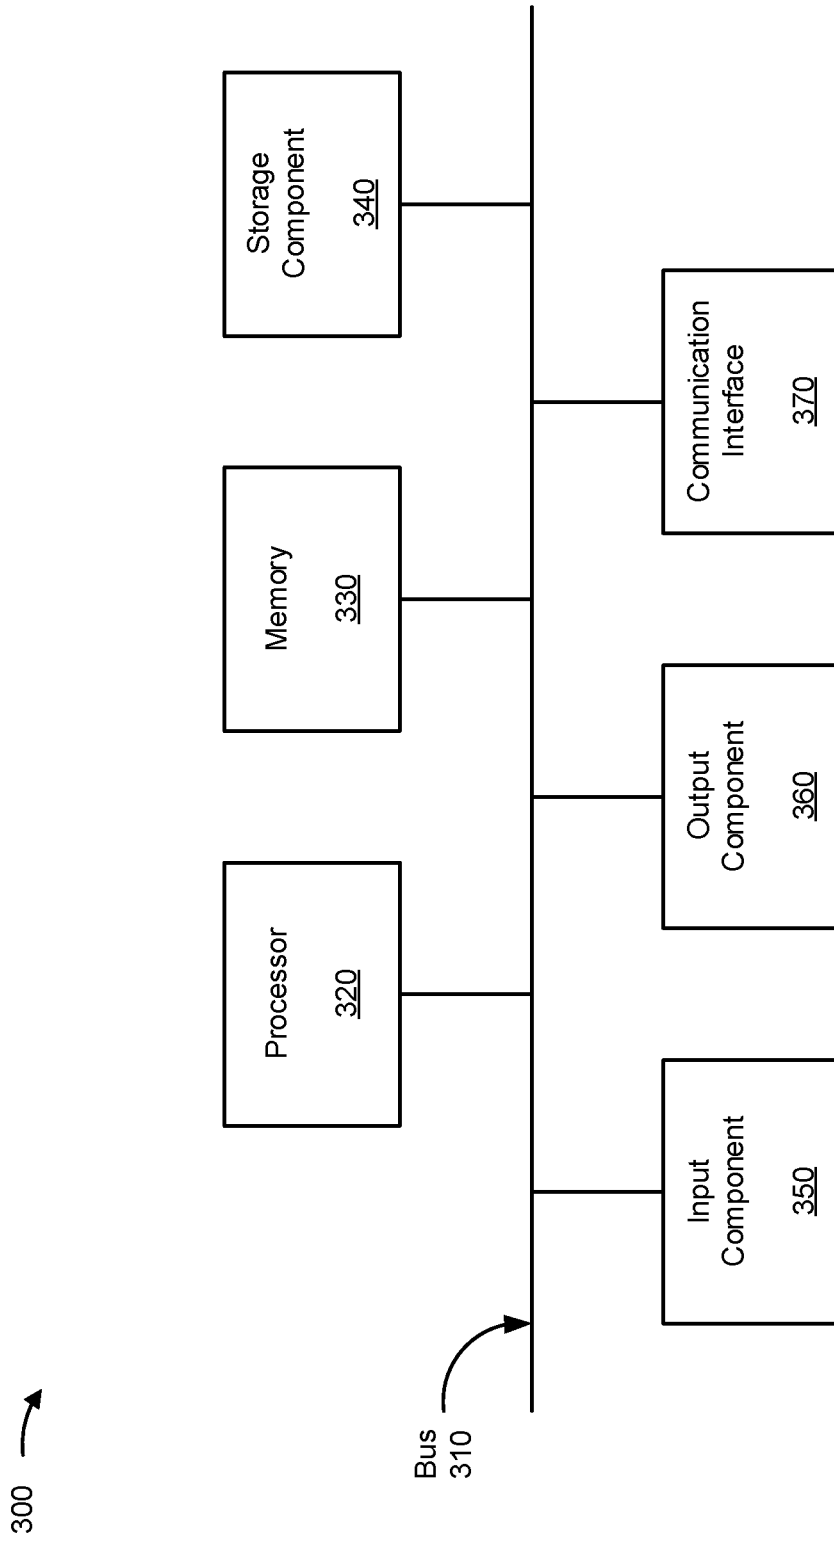 300
Processor
320
Memory
330
Storage
Component
340
Bus
310
Input
Component
350
Output
Component
360
Communication
Interface
370